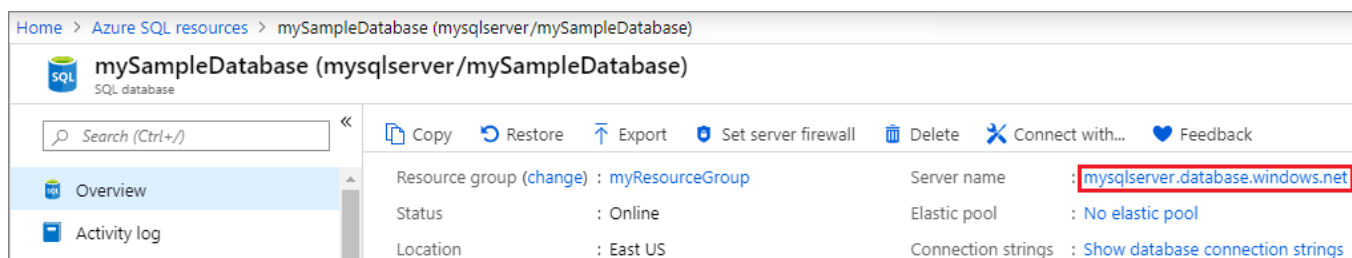 Home > Azure SQL resources > mySampleDatabase (mysqlserver/mySampleDatabase)
SQL
mySampleDatabase (mysqlserver/mySampleDatabase)
SQL database
Search (Ctrl+/)
«
Copy Restore Export Set server firewall Delete Connect with... Feedback
Overview
Activity log
Resource group (change) : myResourceGroup Server name : mysqlserver.database.windows.net
Status : Online Elastic pool : No elastic pool
Location : East US Connection strings : Show database connection strings